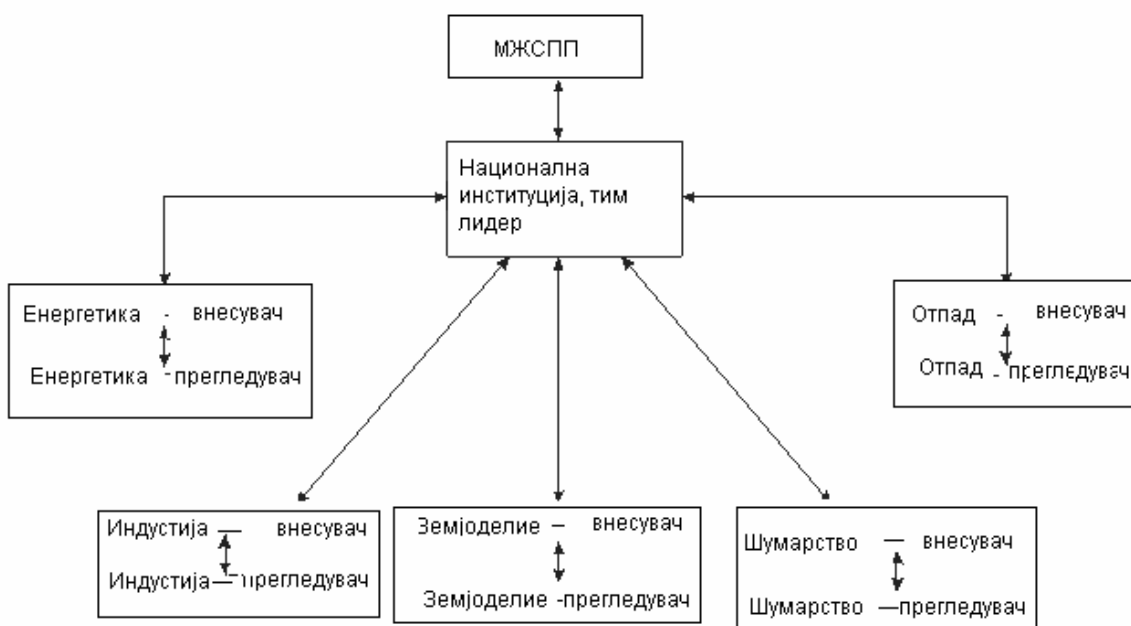 МЖСПП
Национална
институција, тим
лидер
Енергетика - внесувач
Енергетика - прегледувач
Отпад - внесувач
Отпад - прегледувач
Индустија — внесувач
Индустија — прегледувач
Земјоделие – внесувач
Земјоделие -прегледувач
Шумарство — внесувач
Шумарство —прегледувач